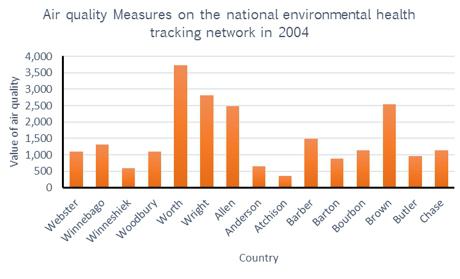 Air quality Measures on the national environmental health
tracking network in 2004
4,000
3,500
3,000
2,500
2,000
1,500
1,000
500
0
Value of air quality
Webster
Winnebago
Winneshiek
Woodbury
Worth
Wright
Allen
Anderson
Atchison
Barber
Barton
Bourbon
Brown
Butler
Chase
Country